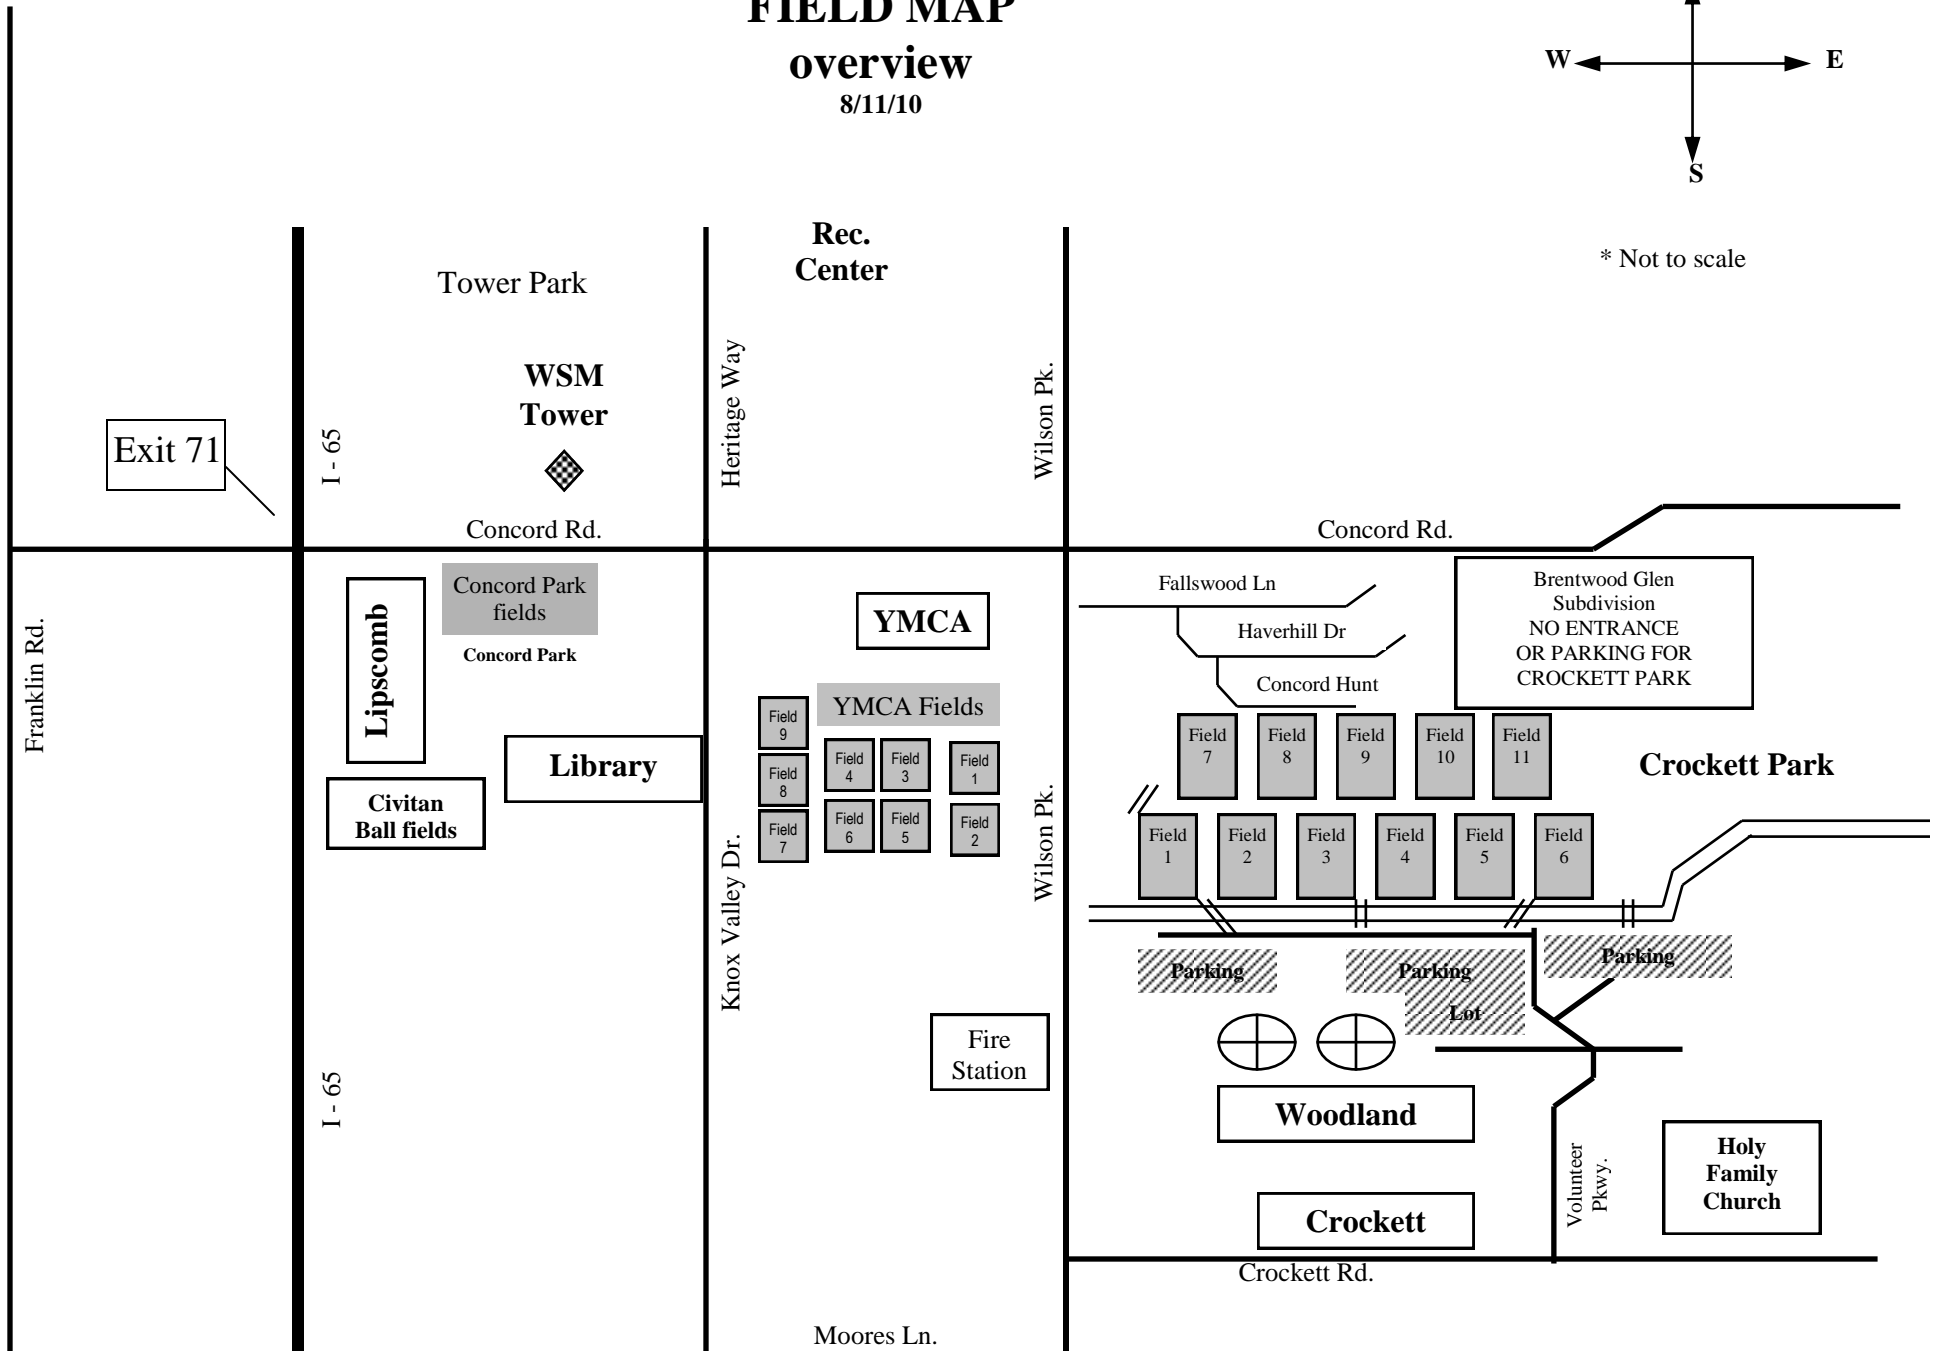 FIELD MAP
overview
8/11/10
W
E
S
* Not to scale
Rec.
Center
Tower Park
WSM
Tower
Heritage Way
Wilson Pk.
I - 65
Exit 71
Concord Rd.
Concord Rd.
Franklin Rd.
Lipscomb
Concord Park
fields
Concord Park
YMCA
Fallswood Ln
Haverhill Dr
Concord Hunt
Brentwood Glen
Subdivision
NO ENTRANCE
OR PARKING FOR
CROCKETT PARK
Library
Civitan
Ball fields
YMCA Fields
Field
9
Field
8
Field
7
Field
4
Field
3
Field
1
Field
6
Field
5
Field
2
Knox Valley Dr.
Wilson Pk.
Field
7
Field
8
Field
9
Field
10
Field
11
Crockett Park
Field
1
Field
2
Field
3
Field
4
Field
5
Field
6
Parking
Parking
Lot
Parking
Fire
Station
I - 65
Woodland
Crockett
Volunteer
Pkwy.
Holy
Family
Church
Crockett Rd.
Moores Ln.